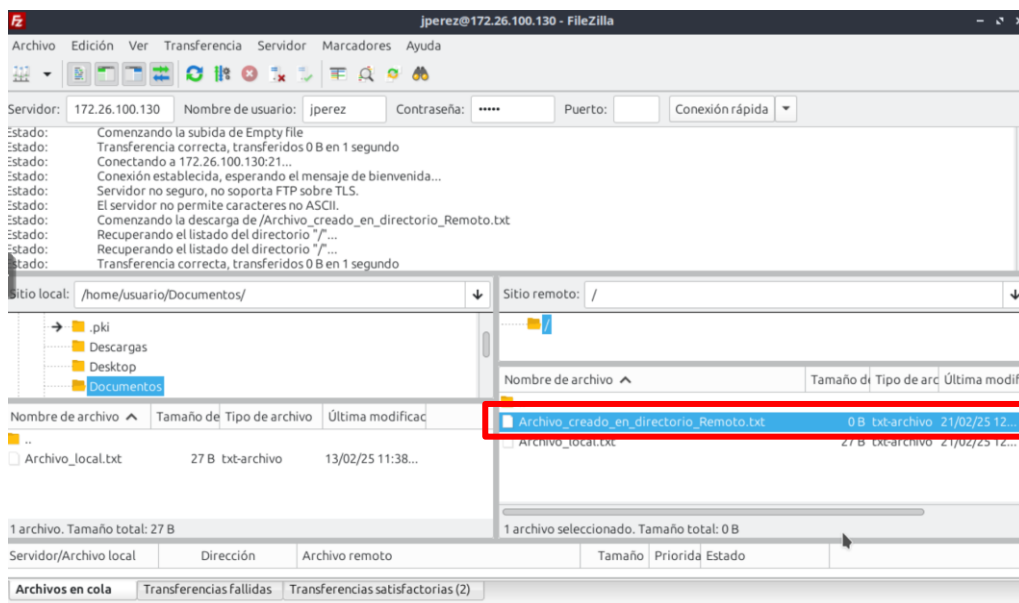 Fz jperez@172.26.100.130 - FileZilla
Archivo Edición Ver Transferencia Servidor Marcadores Ayuda
Servidor: 172.26.100.130 Nombre de usuario: jperez Contraseña: ••••• Puerto: Conexión rápida
Estado: Comenzando la subida de Empty file
Estado: Transferencia correcta, transferidos 0 B en 1 segundo
Estado: Conectando a 172.26.100.130:21...
Estado: Conexión establecida, esperando el mensaje de bienvenida...
Estado: Servidor no seguro, no soporta FTP sobre TLS.
Estado: El servidor no permite caracteres no ASCII.
Estado: Comenzando la descarga de /Archivo_creado_en_directorio_Remoto.txt
Estado: Recuperando el listado del directorio "/"...
Estado: Recuperando el listado del directorio "/"...
Estado: Transferencia correcta, transferidos 0 B en 1 segundo
Sitio local: /home/usuario/Documentos/
.pki
Descargas
Desktop
Documentos
Nombre de archivo Tamaño de Tipo de archivo Última modificac
..
Archivo_local.txt 27 B txt-archivo 13/02/25 11:38...
1 archivo. Tamaño total: 27 B
Sitio remoto: /
/
Nombre de archivo Tamaño de Tipo de arc Última modif
Archivo_creado_en_directorio_Remoto.txt 0 B txt-archivo 21/02/25 12...
Archivo_local.txt 27 B txt-archivo 21/02/25 12...
1 archivo seleccionado. Tamaño total: 0 B
Servidor/Archivo local Dirección Archivo remoto Tamaño Priorida Estado
Archivos en cola Transferencias fallidas Transferencias satisfactorias (2)